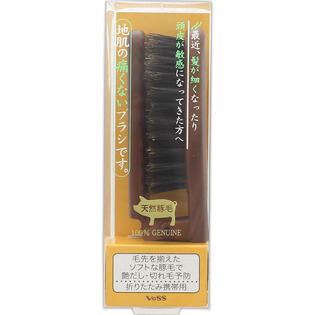 最近、髪が細くなったり
頭皮が敏感になってきた方へ
地肌の痛くないブラシです。
天然豚毛
100% GENUINE
毛先を揃えた
ソフトな豚毛で
艶だし・切れ毛予防
折りたたみ携帯用
VeSS